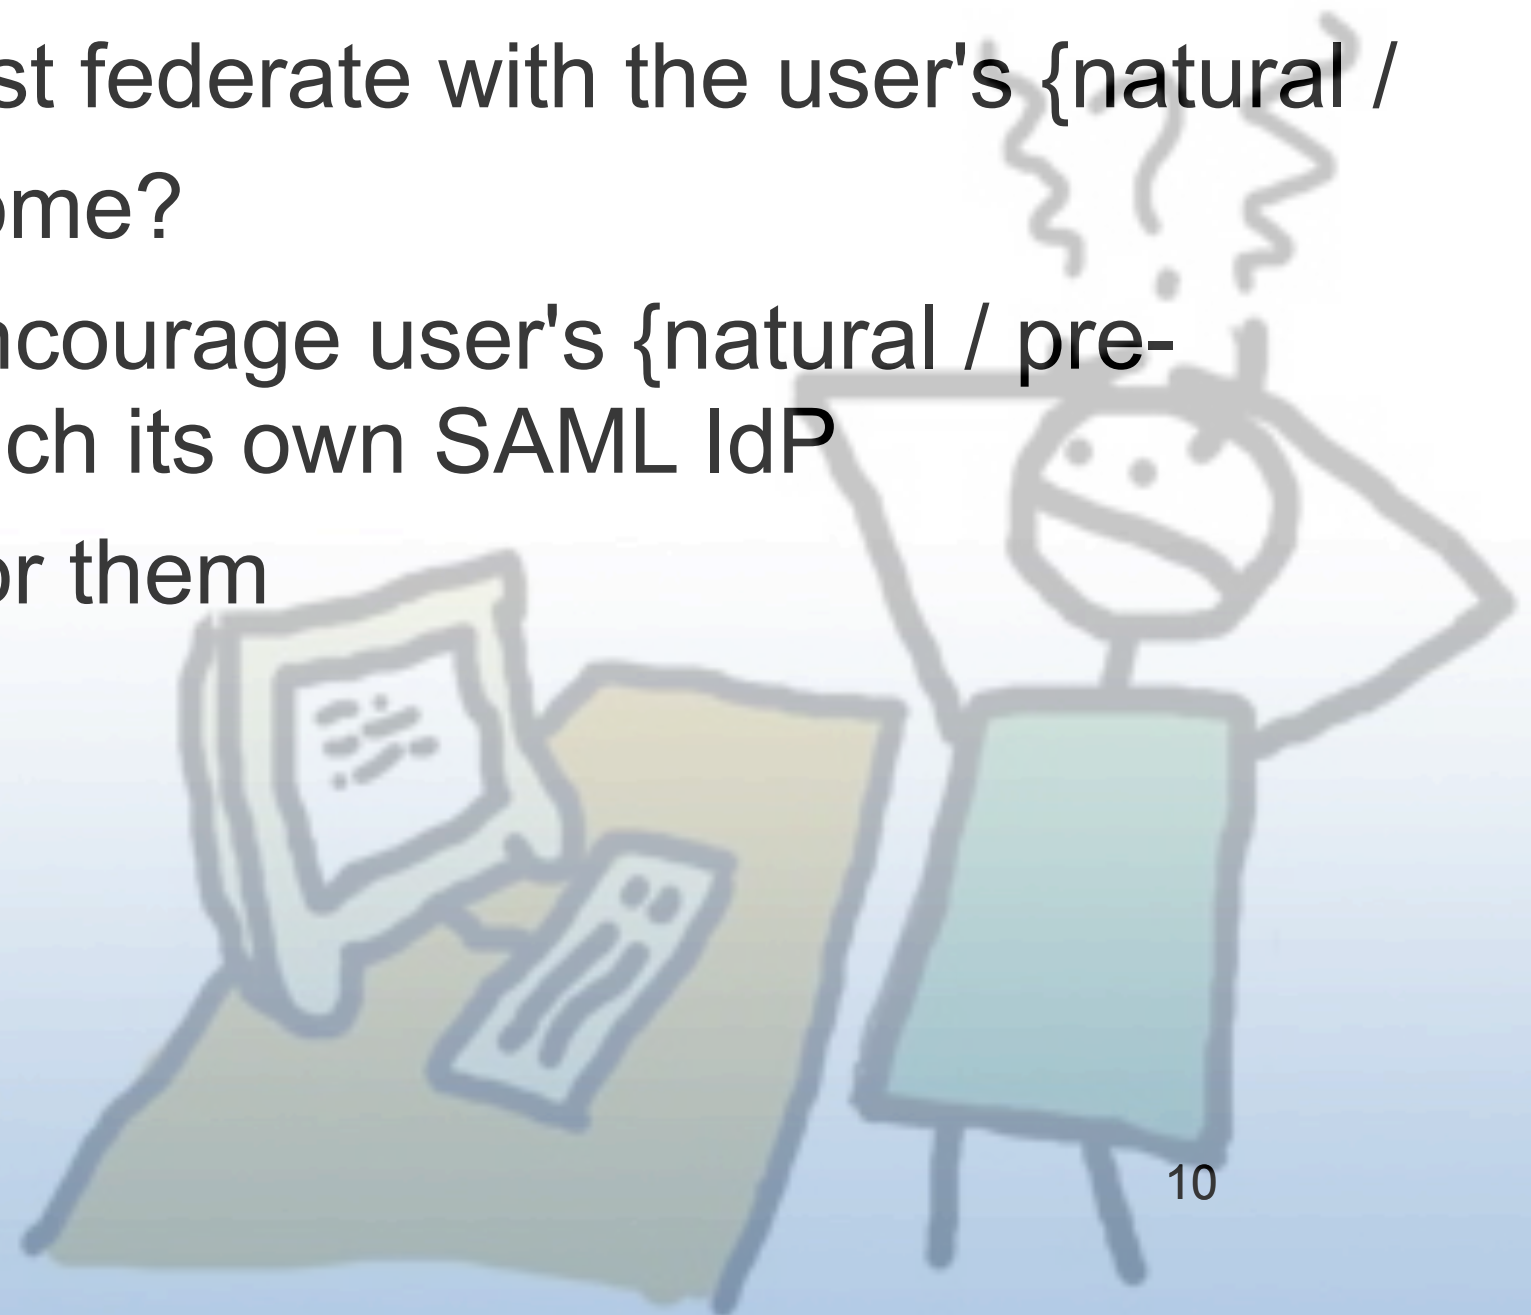 st federate with the user's {natural /
ome?
ncourage user's {natural / pre-
ch its own SAML IdP
or them
10